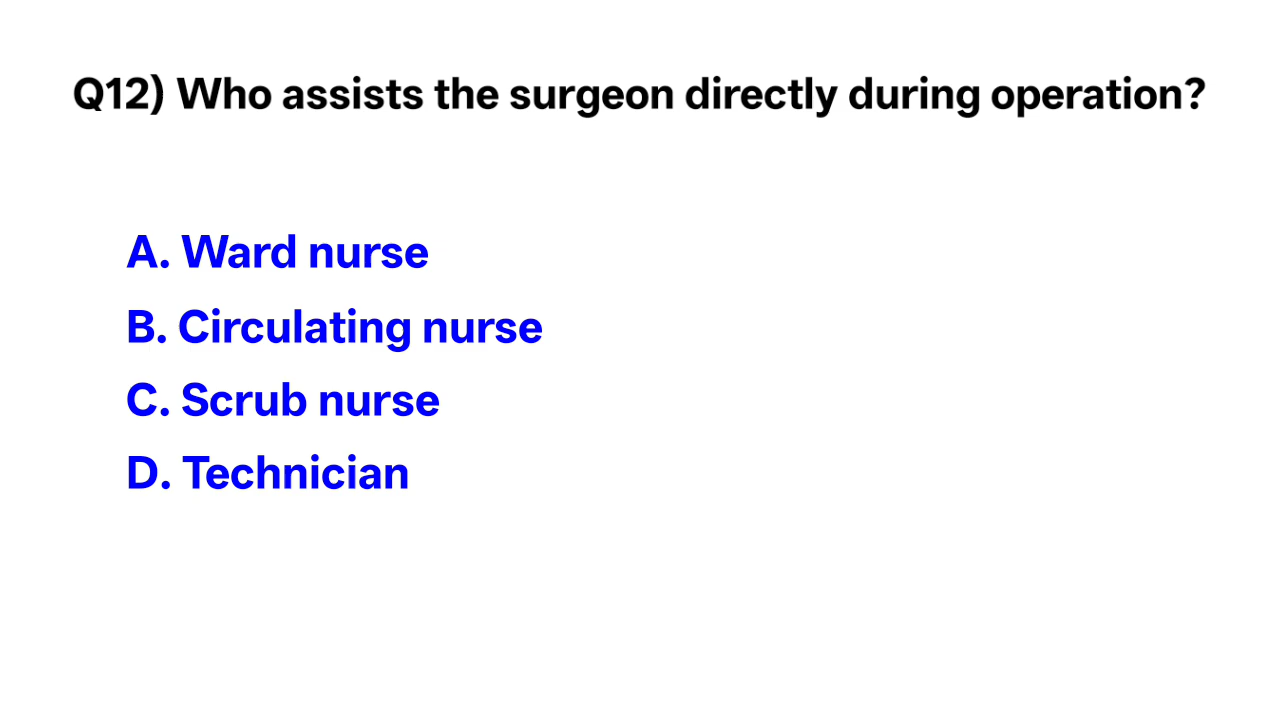 Q12) Who assists the surgeon directly during operation?
A. Ward nurse
B. Circulating nurse
C. Scrub nurse
D. Technician